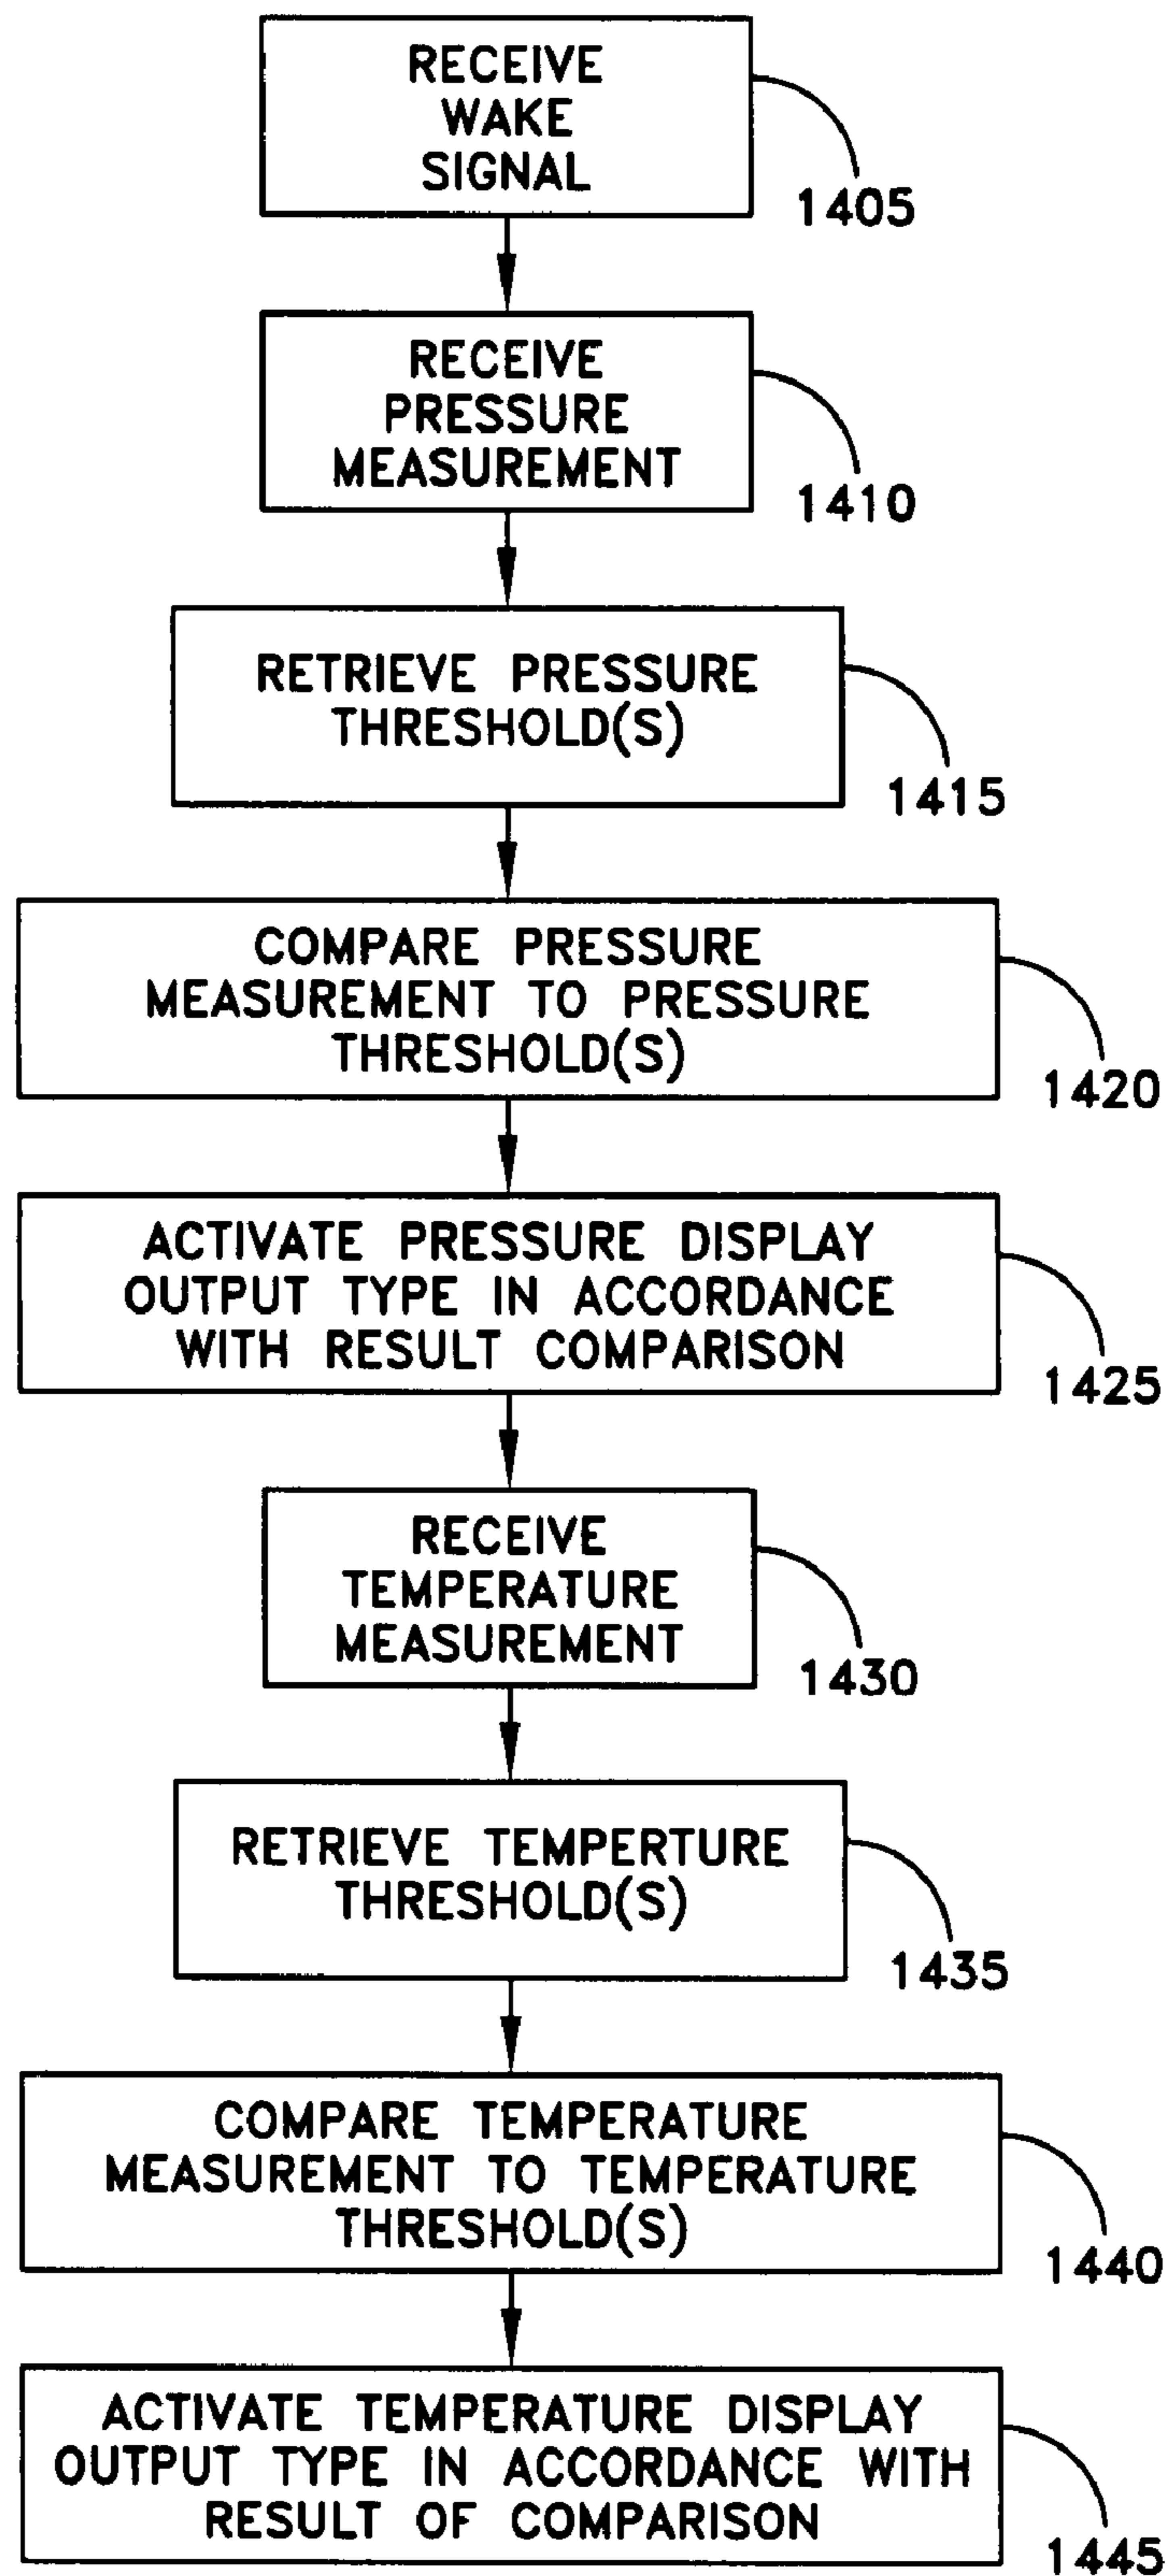 RECEIVE
WAKE
SIGNAL
1405
RECEIVE
PRESSURE
MEASUREMENT
1410
RETRIEVE PRESSURE
THRESHOLD(S)
1415
COMPARE PRESSURE
MEASUREMENT TO PRESSURE
THRESHOLD(S)
1420
ACTIVATE PRESSURE DISPLAY
OUTPUT TYPE IN ACCORDANCE
WITH RESULT COMPARISON
1425
RECEIVE
TEMPERATURE
MEASUREMENT
1430
RETRIEVE TEMPERTURE
THRESHOLD(S)
1435
COMPARE TEMPERATURE
MEASUREMENT TO TEMPERATURE
THRESHOLD(S)
1440
ACTIVATE TEMPERATURE DISPLAY
OUTPUT TYPE IN ACCORDANCE WITH
RESULT OF COMPARISON
1445